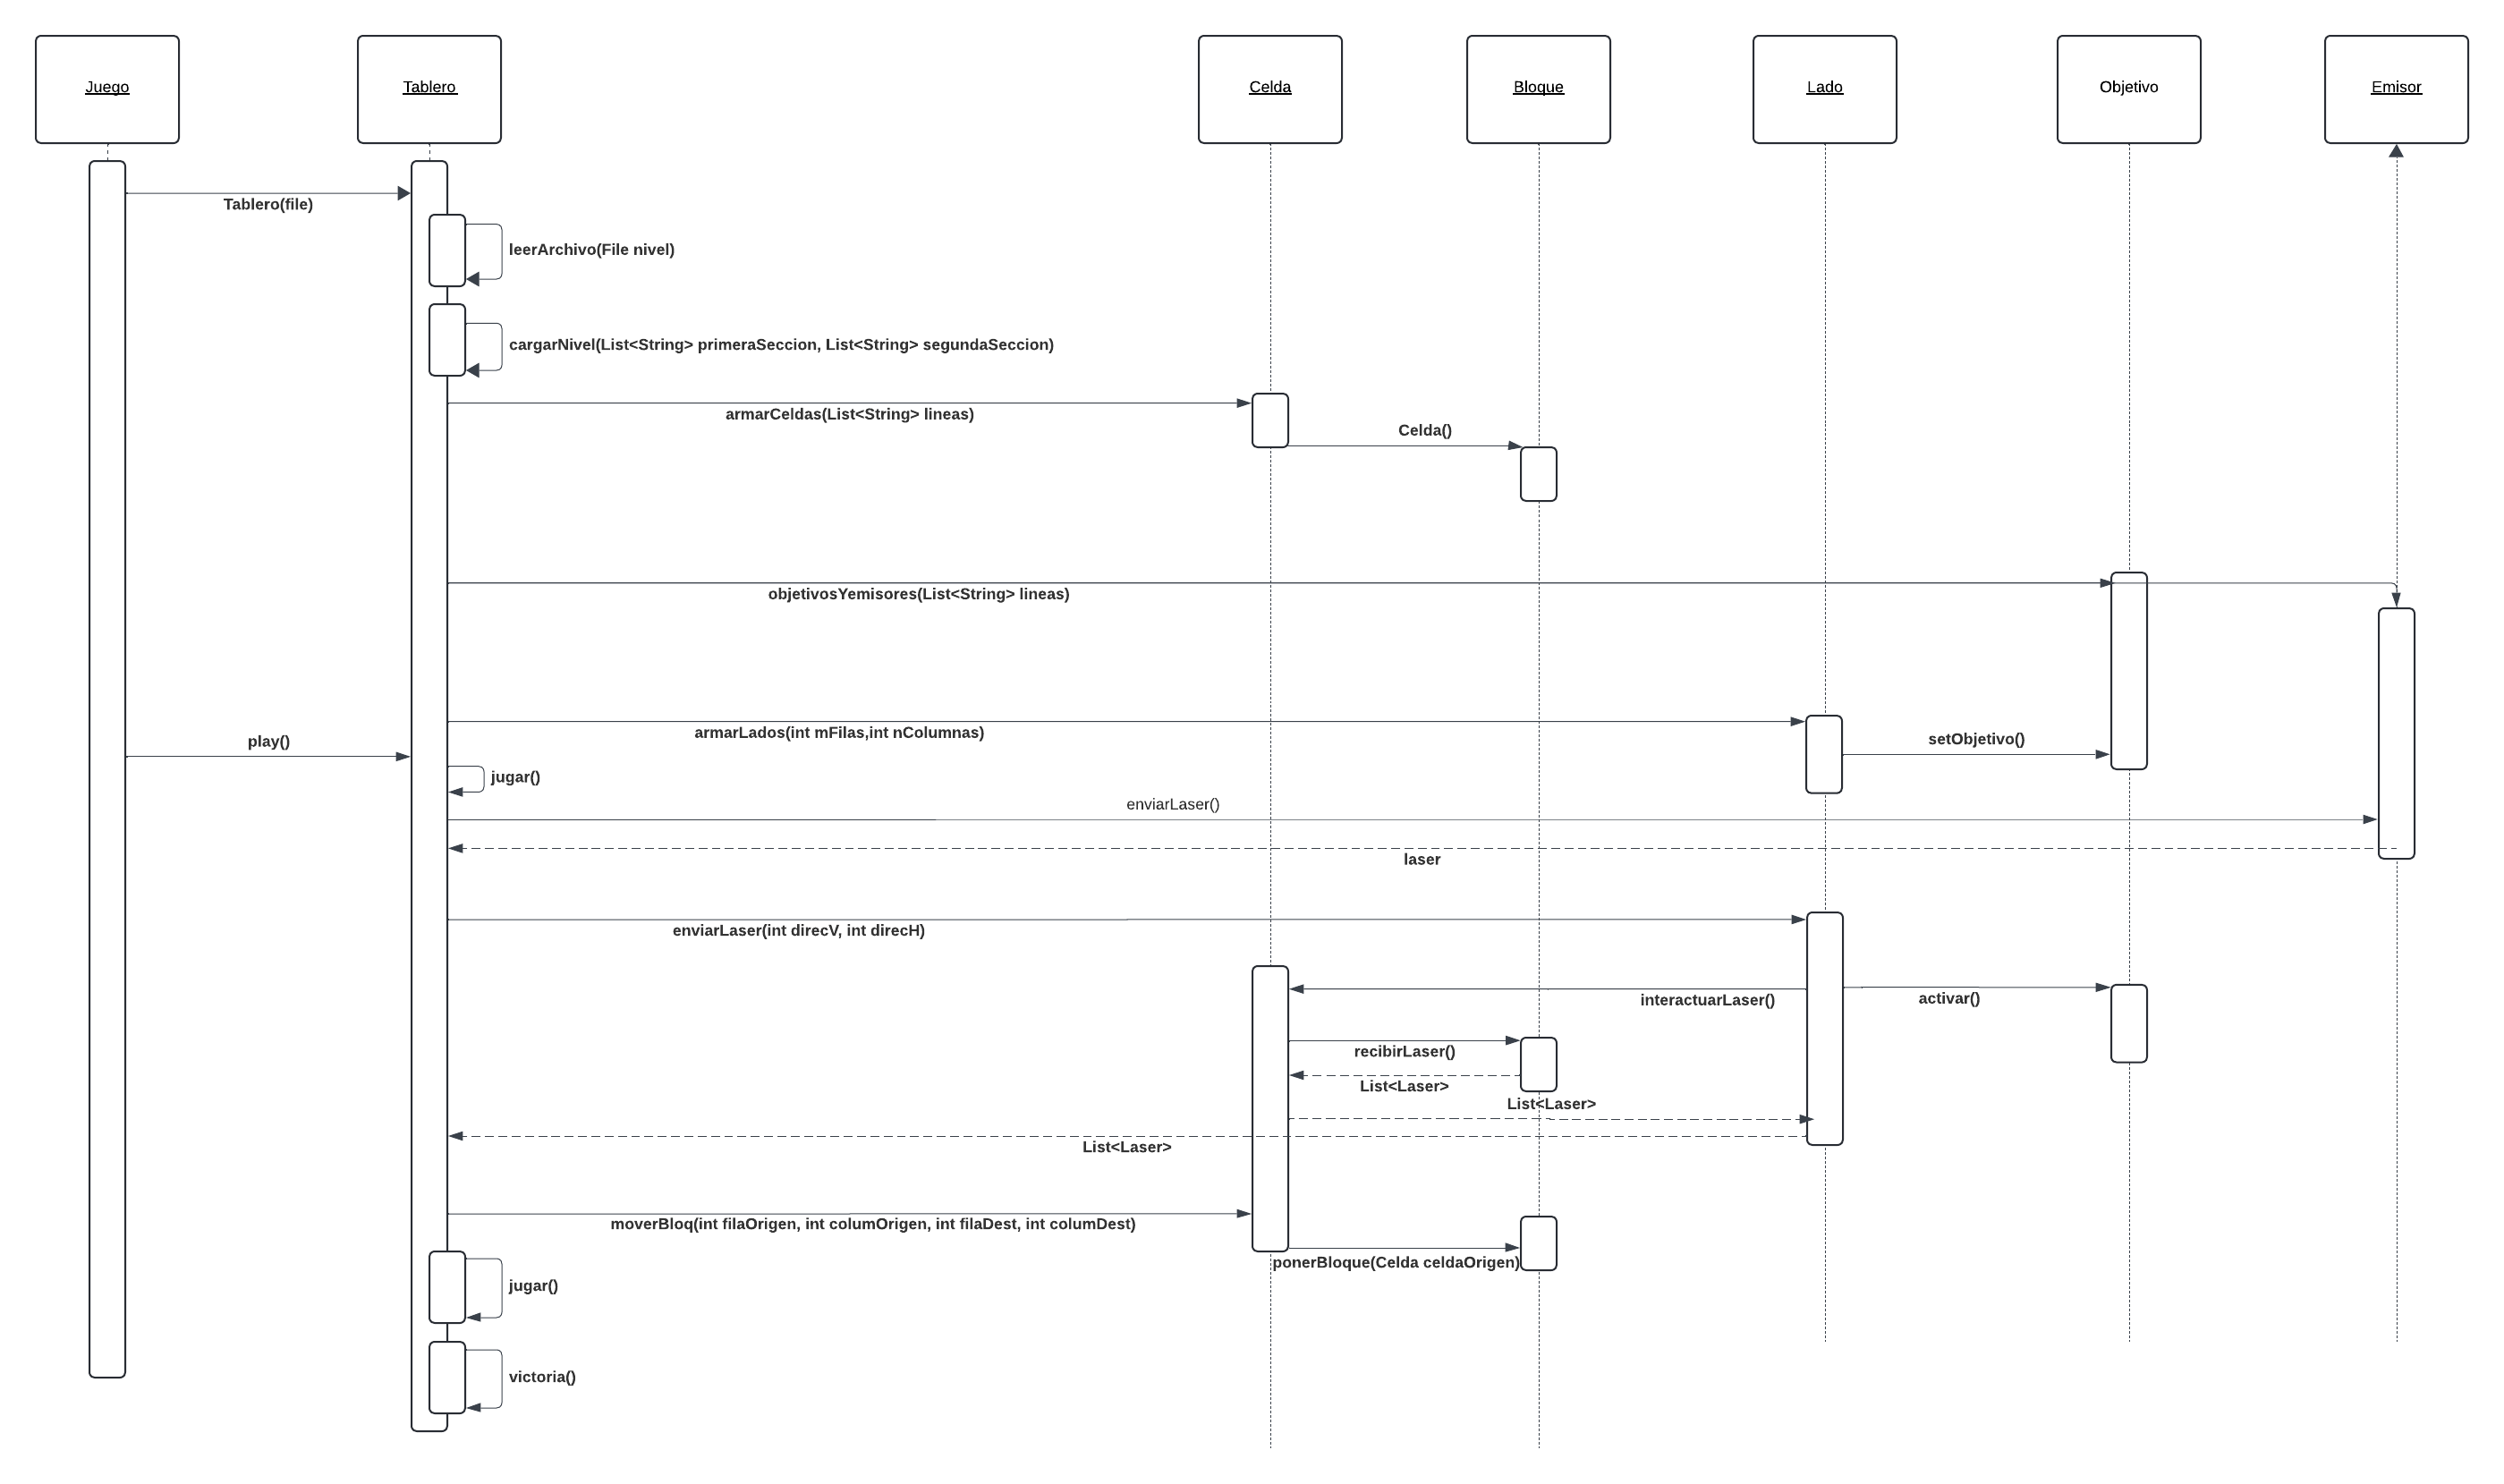 Juego
Tablero
Celda
Bloque
Lado
Objetivo
Emisor
Tablero(file)
leerArchivo(File nivel)
cargarNivel(List<String> primeraSeccion, List<String> segundaSeccion)
armarCeldas(List<String> lineas)
Celda()
objetivosYemisores(List<String> lineas)
armarLados(int mFilas,int nColumnas)
setObjetivo()
play()
jugar()
enviarLaser()
laser
enviarLaser(int direcV, int direcH)
interactuarLaser()
activar()
recibirLaser()
List<Laser>
List<Laser>
List<Laser>
moverBloq(int filaOrigen, int columOrigen, int filaDest, int columDest)
ponerBloque(Celda celdaOrigen)
jugar()
victoria()